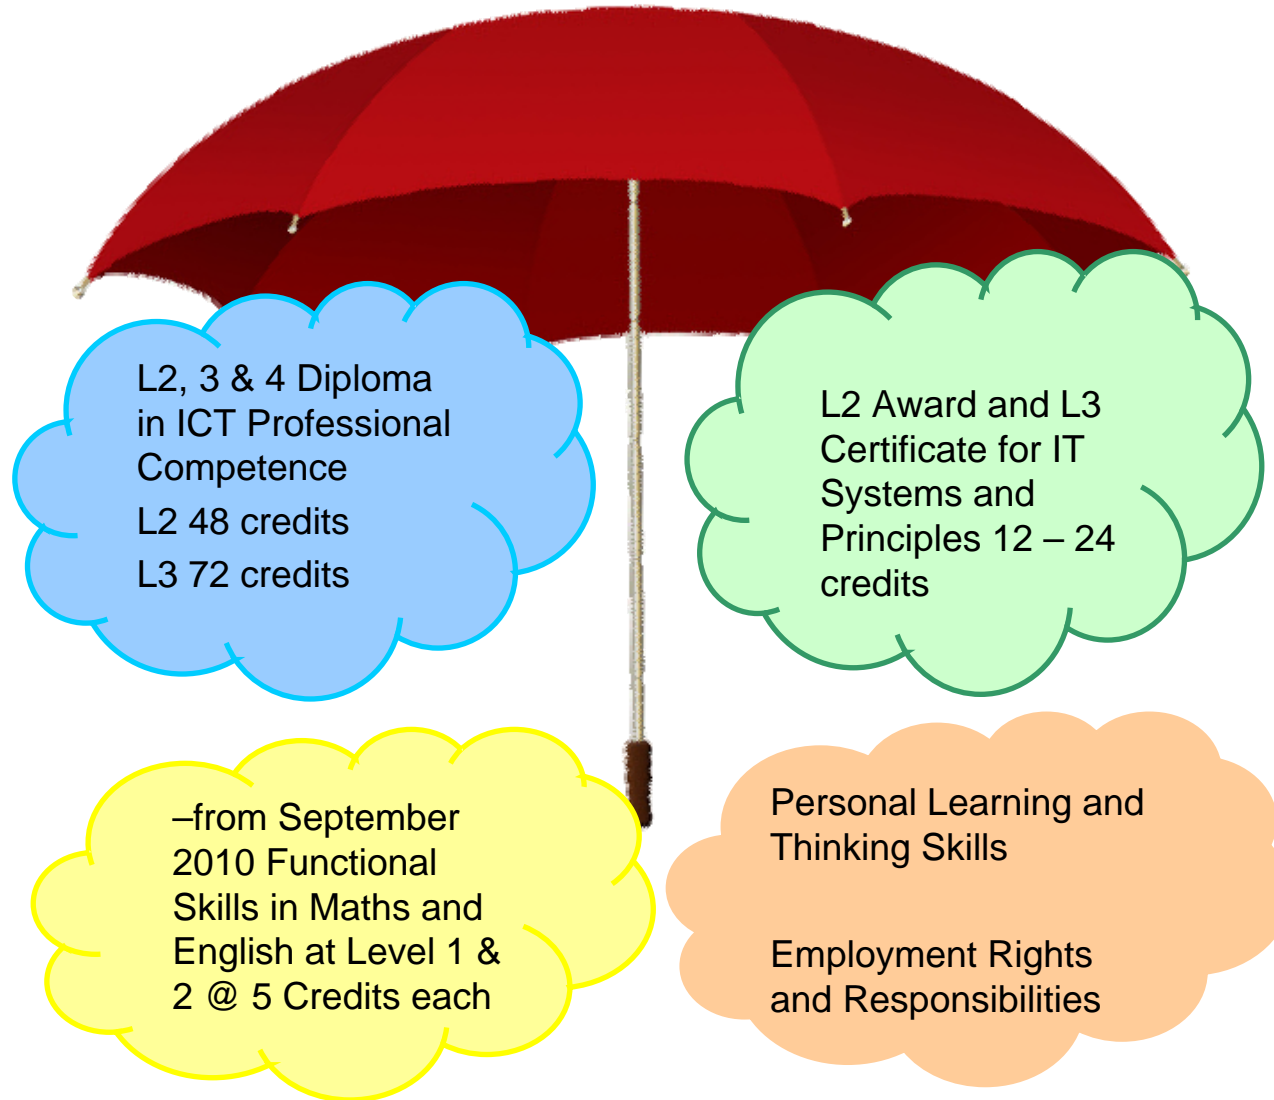 L2, 3 & 4 Diploma
in ICT Professional
Competence
L2 48 credits
L3 72 credits
L2 Award and L3
Certificate for IT
Systems and
Principles 12 – 24
credits
–from September
2010 Functional
Skills in Maths and
English at Level 1 &
2 @ 5 Credits each
Personal Learning and
Thinking Skills
Employment Rights
and Responsibilities